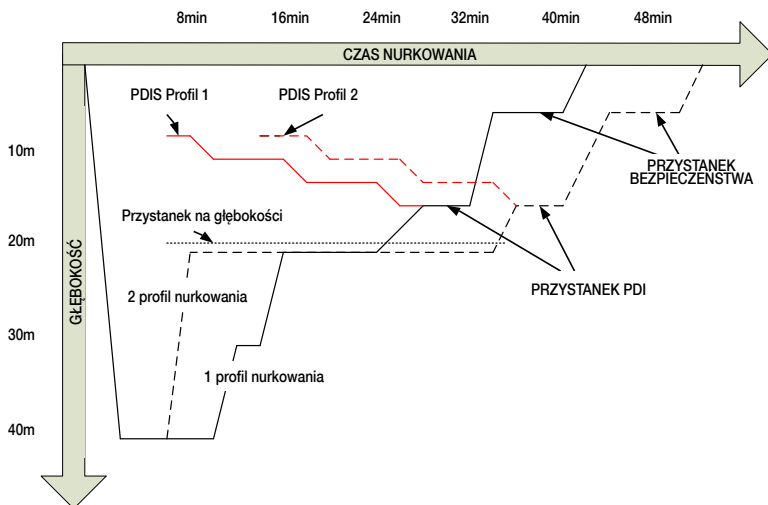 8min 16min 24min 32min 40min 48min
CZAS NURKOWANIA
PDIS Profil 1
PDIS Profil 2
10m
PRZYSTANEK
BEZPIECZEŃSTWA
Przystanek na głębokości
20m
GŁĘBOKOŚĆ
PRZYSTANEK PDI
2 profil nurkowania
30m
1 profil nurkowania
40m